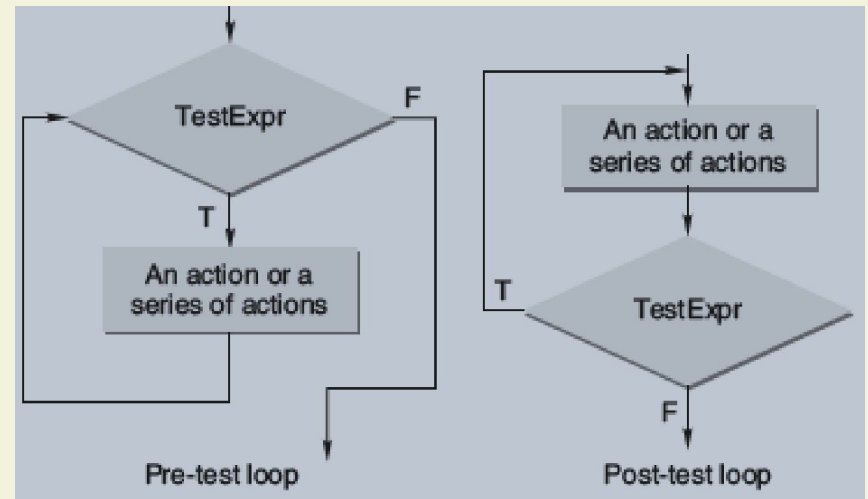 TestExpr
F
T
An action or a
series of actions
Pre-test loop
An action or a
series of actions
T
TestExpr
F
Post-test loop